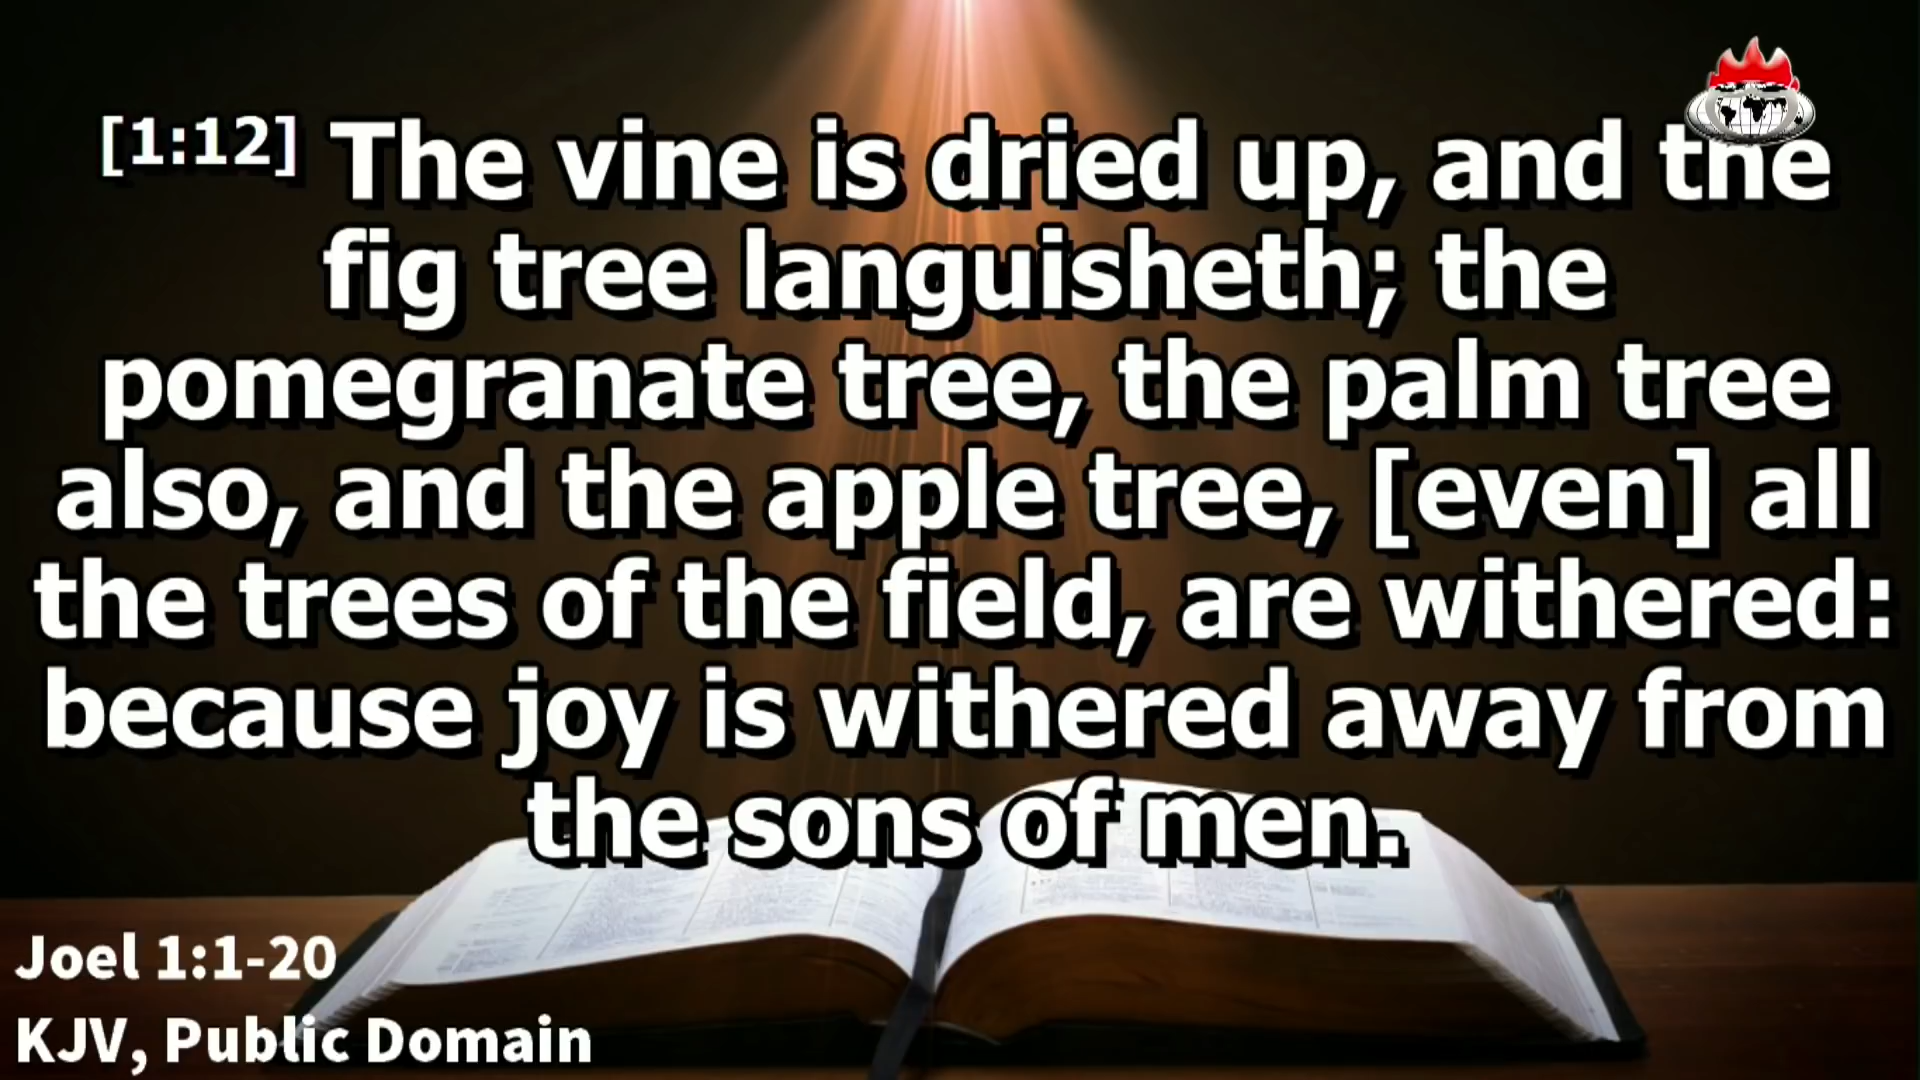 [1:12] The vine is dried up, and the
fig tree languisheth; the
pomegranate tree, the palm tree
also, and the apple tree, [even] all
the trees of the field, are withered:
because joy is withered away from
the sons of men.
Joel 1:1-20
KJV, Public Domain